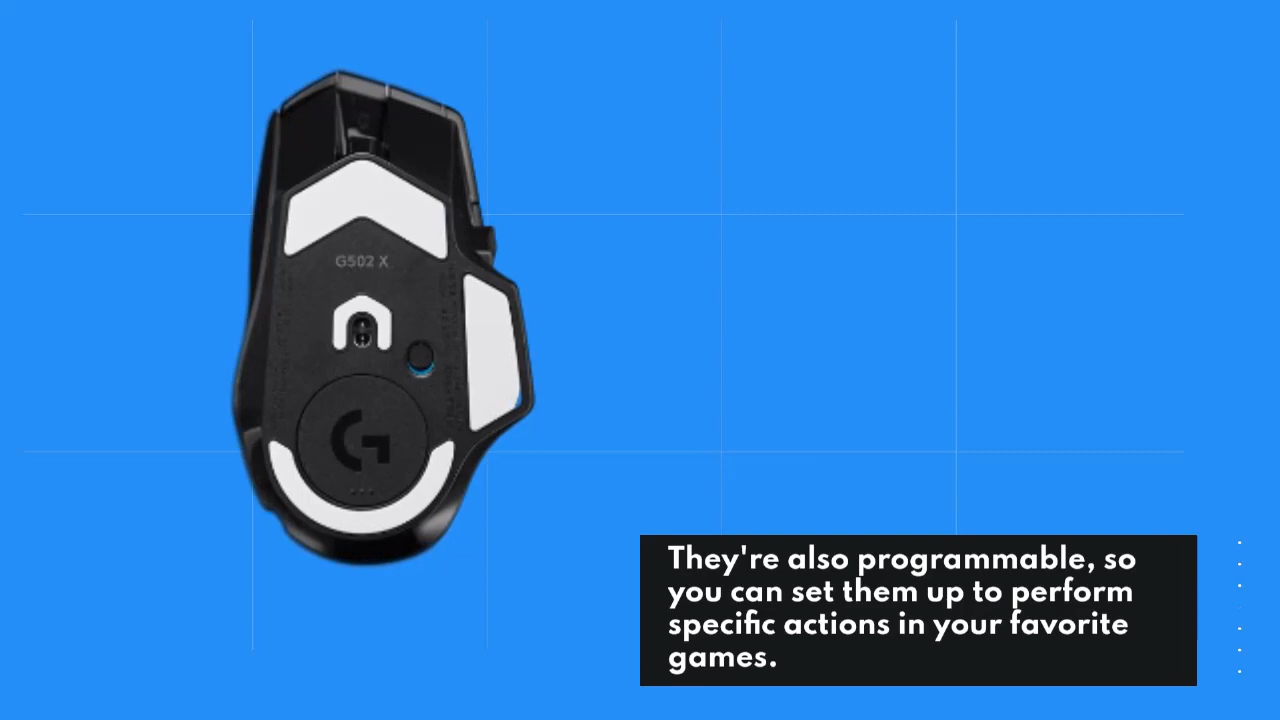 G502 X
They're also programmable, so
you can set them up to perform
specific actions in your favorite
games.